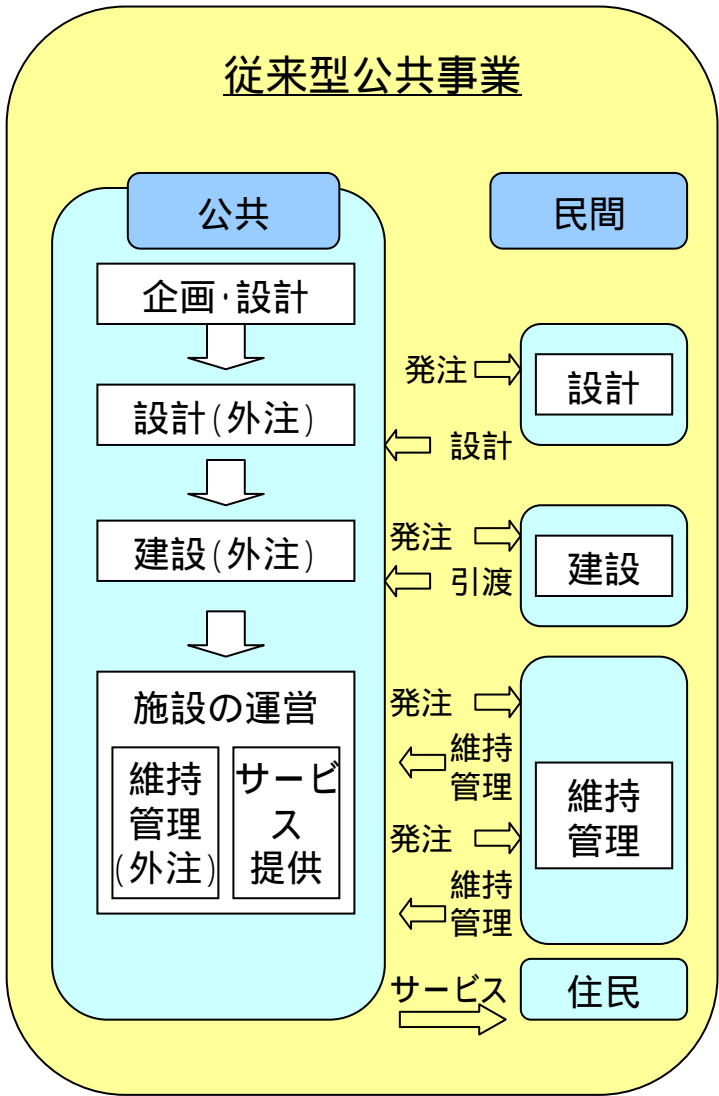 従来型公共事業
公共
民間
企画・設計
設計(外注)
建設(外注)
施設の運営
維持
管理
(外注)
サービ
ス
提供
発注
設計
設計
発注
引渡
建設
発注
維持
管理
発注
維持
管理
維持
管理
サービス
住民